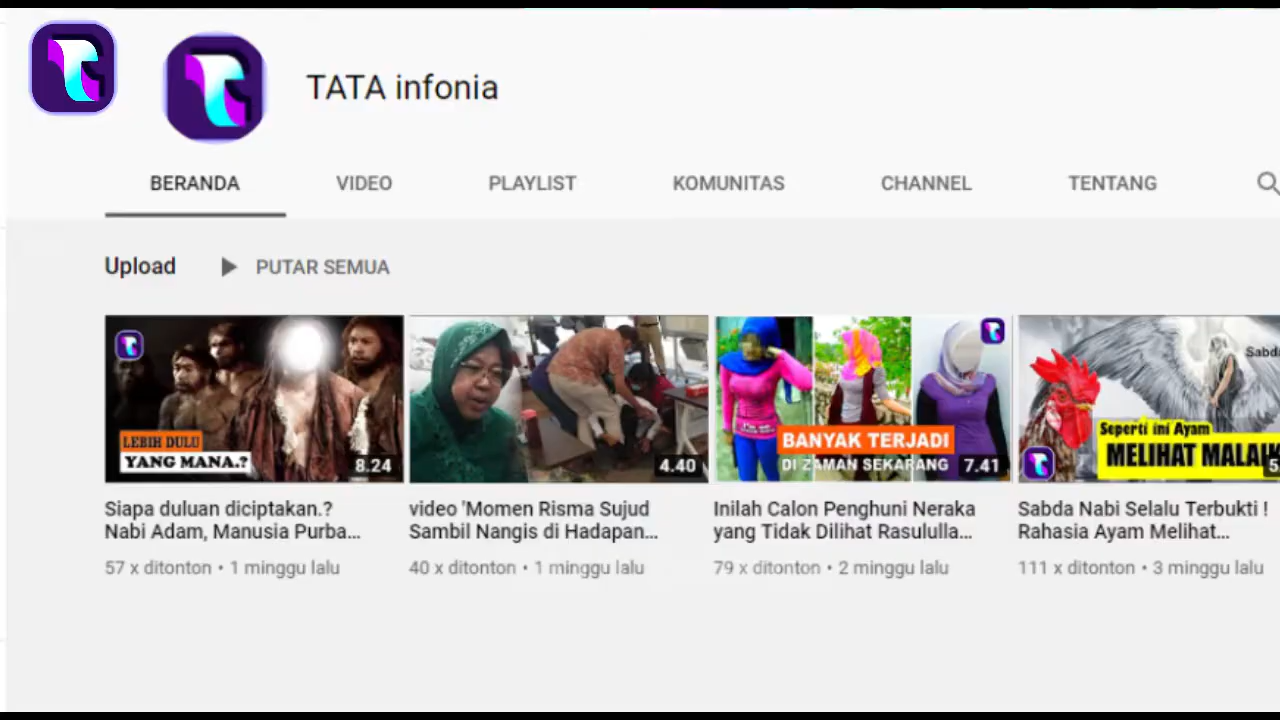 TATA infonia
BERANDA VIDEO PLAYLIST KOMUNITAS CHANNEL TENTANG
Upload PUTAR SEMUA
LEBIH DULU
YANG MANA.?
8.24
4.40
BANYAK TERJADI
DI ZAMAN SEKARANG
7.41
Sabda
Seperti ini Ayam
MELIHAT MALAIK
5
Siapa duluan diciptakan.?
Nabi Adam, Manusia Purba...
57 x ditonton • 1 minggu lalu
video 'Momen Risma Sujud
Sambil Nangis di Hadapan...
40 x ditonton • 1 minggu lalu
Inilah Calon Penghuni Neraka
yang Tidak Dilihat Rasululla...
79 x ditonton • 2 minggu lalu
Sabda Nabi Selalu Terbukti !
Rahasia Ayam Melihat...
111 x ditonton • 3 minggu lalu